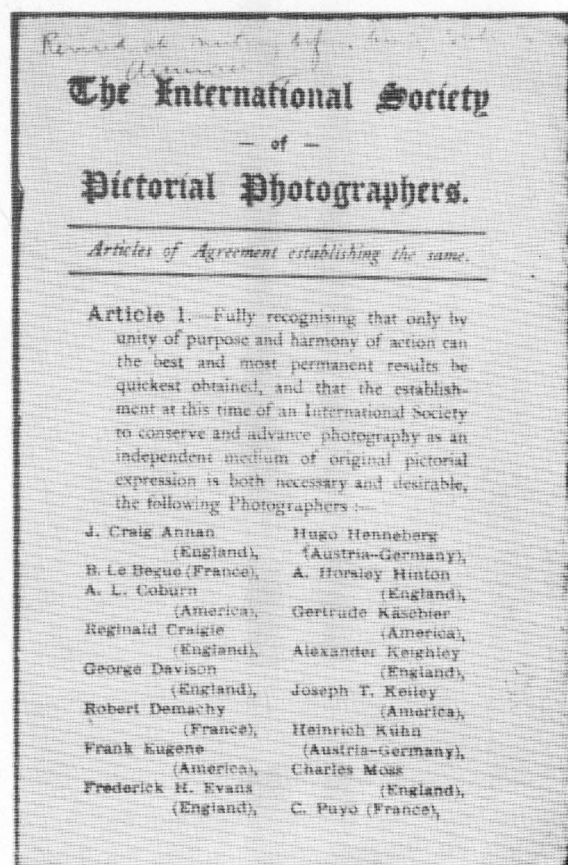 Revised at meeting
The International Society
— of —
Pictorial Photographers.
Articles of Agreement establishing the same.
Article 1.—Fully recognising that only by
unity of purpose and harmony of action can
the best and most permanent results be
quickest obtained, and that the establish-
ment at this time of an International Society
to conserve and advance photography as an
independent medium of original pictorial
expression is both necessary and desirable,
the following Photographers :—
J. Craig Annan
(England),
B. Le Begue (France),
A. L. Coburn
(America),
Reginald Craigie
(England),
George Davison
(England),
Robert Demachy
(France),
Frank Eugene
(America),
Frederick H. Evans
(England),
Hugo Henneberg
(Austria-Germany),
A. Horsley Hinton
(England),
Gertrude Käsebier
(America),
Alexander Keighley
(England),
Joseph T. Keiley
(America),
Heinrich Kühn
(Austria-Germany),
Charles Moss
(England),
C. Puyo (France),